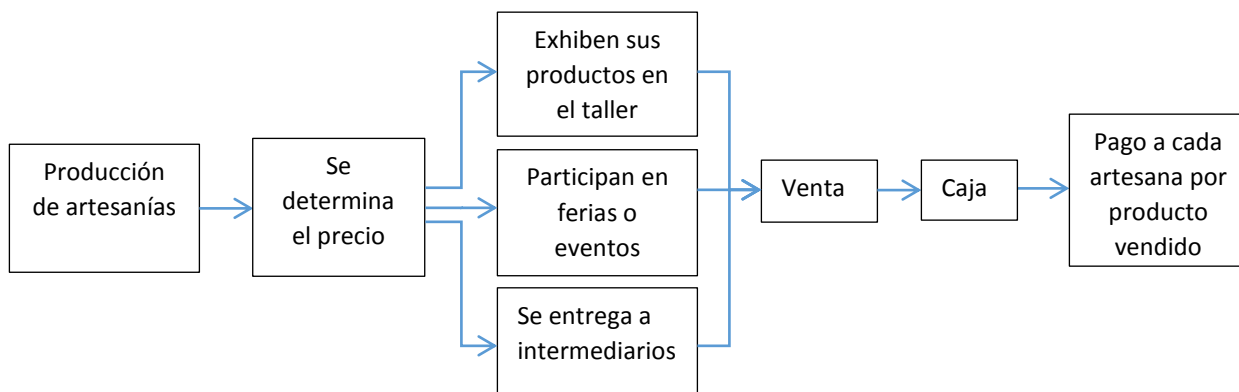 Producción
de artesanías
Se
determina
el precio
Exhiben sus
productos en
el taller
Participan en
ferias o
eventos
Se entrega a
intermediarios
Venta
Caja
Pago a cada
artesana por
producto
vendido